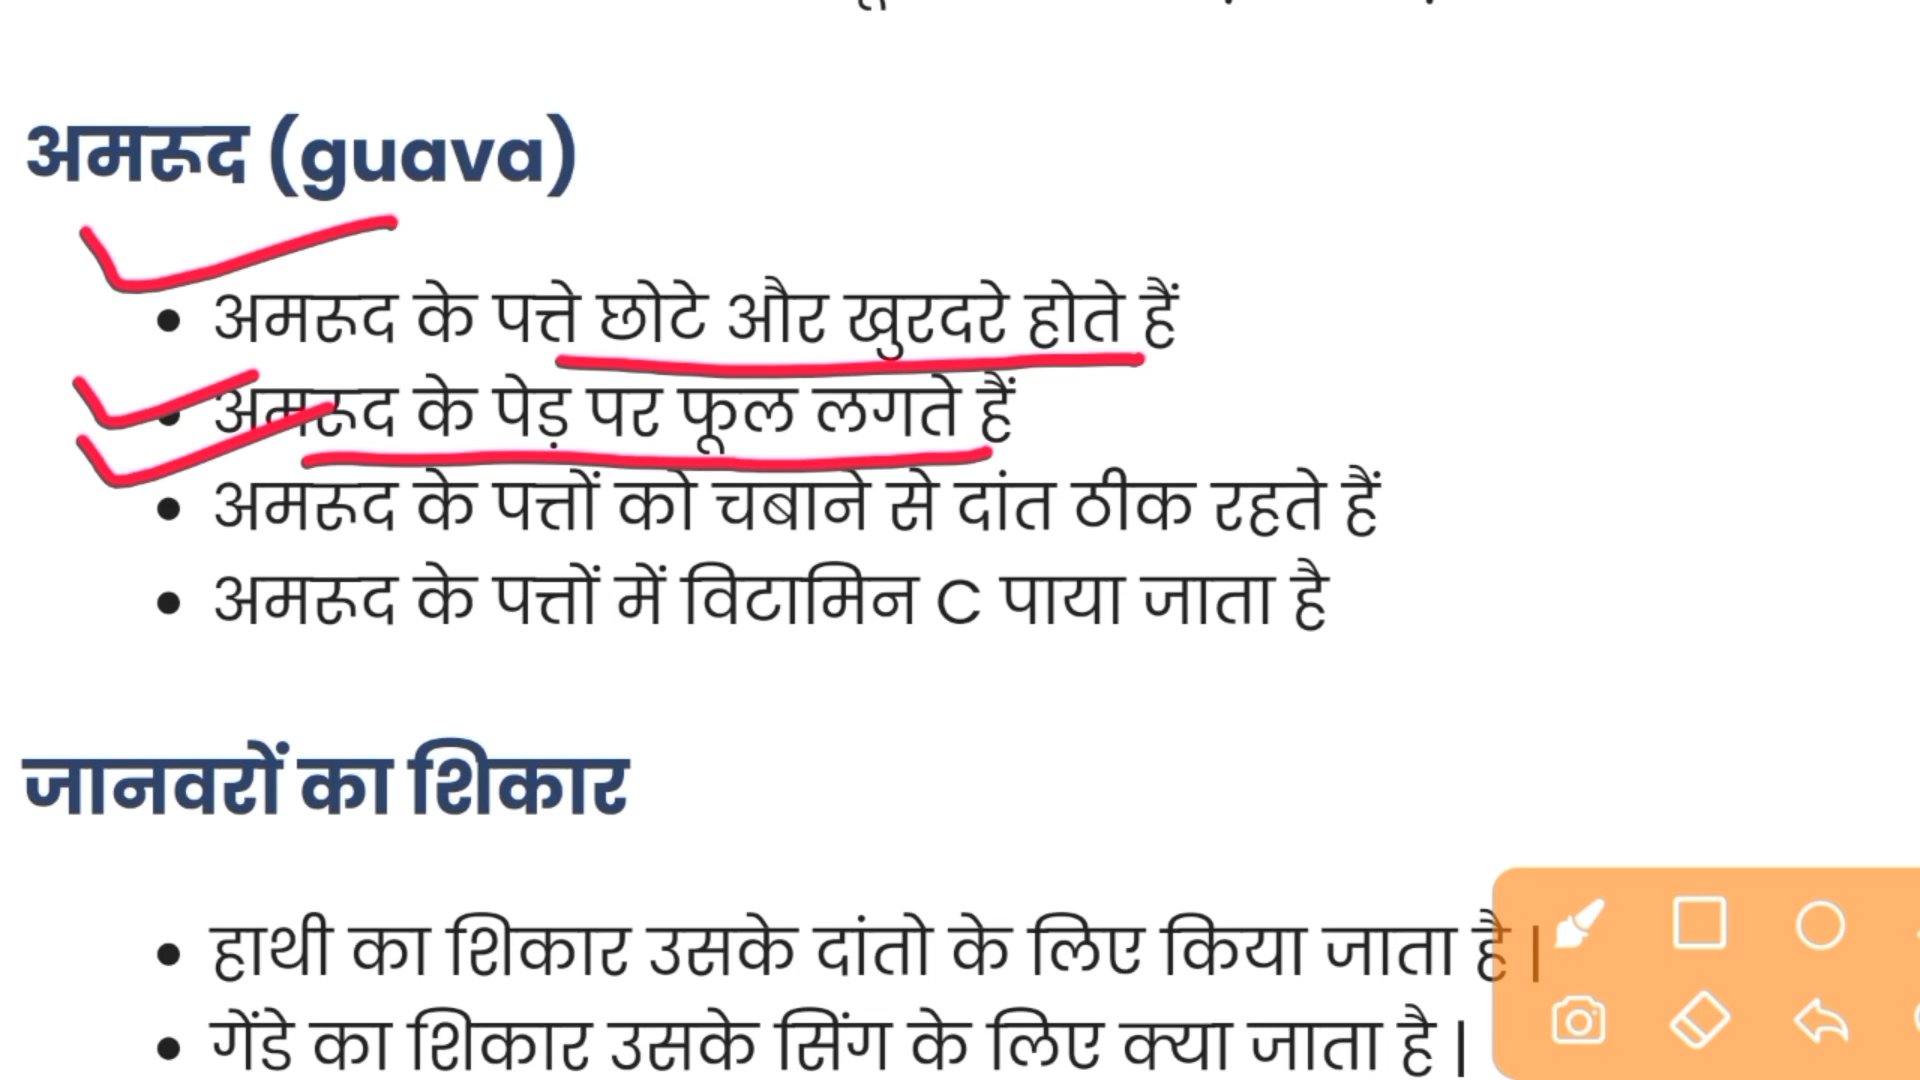 अमरूद (guava)
• अमरूद के पत्ते छोटे और खुरदरे होते हैं
• अमरूद के पेड़ पर फूल लगते हैं
• अमरूद के पत्तों को चबाने से दांत ठीक रहते हैं
• अमरूद के पत्तों में विटामिन C पाया जाता है
जानवरों का शिकार
• हाथी का शिकार उसके दांतो के लिए किया जाता है |
• गेंडे का शिकार उसके सिंग के लिए क्या जाता है |